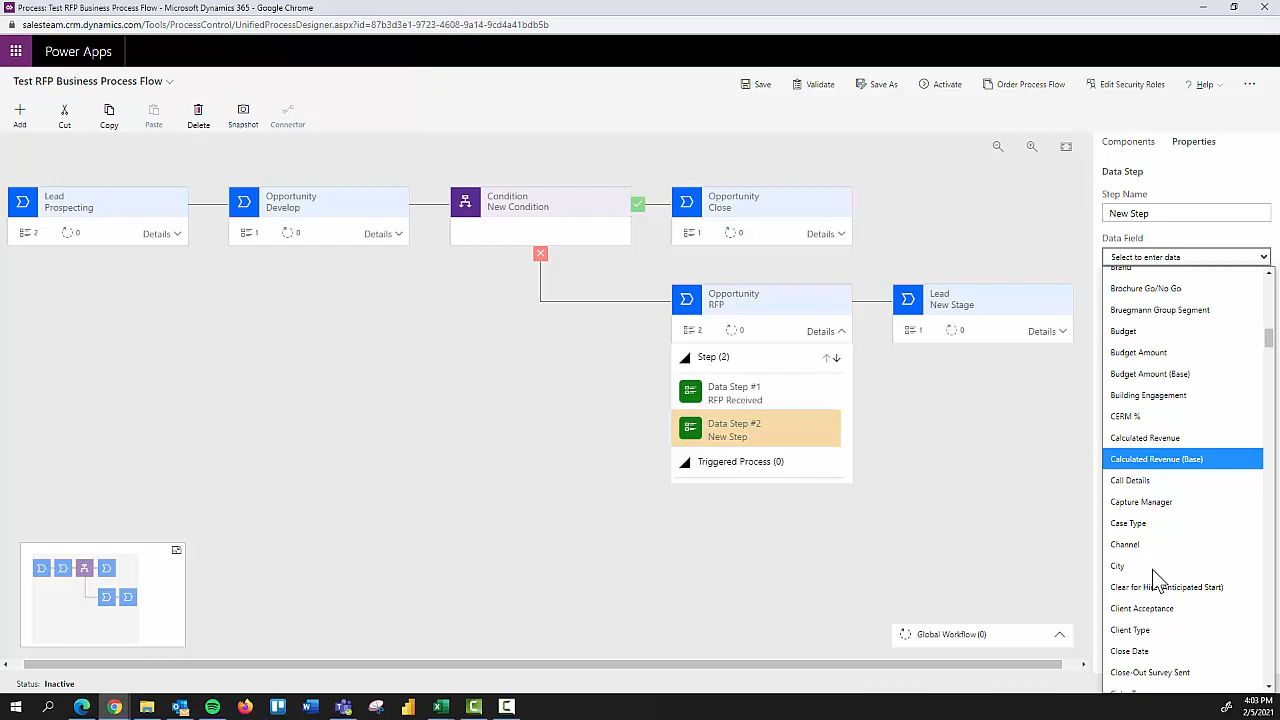 Process: Test RFP Business Process Flow - Microsoft Dynamics 365 - Google Chrome
salesteam.crm.dynamics.com/Tools/ProcessControl/UnifiedProcessDesigner.aspx?id=87b3d3e1-9723-4608-9a14-9cd4a41bdb5b
Power Apps
Test RFP Business Process Flow
Save
Validate
Save As
Activate
Order Process Flow
Edit Security Roles
? Help
Add
Cut
Copy
Paste
Delete
Snapshot
Connector
Components
Properties
Data Step
Step Name
New Step
Data Field
Select to enter data
Brand
Brochure Go/No Go
Bruegmann Group Segment
Budget
Budget Amount
Budget Amount (Base)
Building Engagement
CERM %
Calculated Revenue
Calculated Revenue (Base)
Call Details
Capture Manager
Case Type
Channel
City
Client Acceptance
Client Type
Close Date
Close-Out Survey Sent
Lead
Prospecting
2
0
Details
Opportunity
Develop
1
0
Details
Condition
New Condition
Opportunity
Close
1
0
Details
Opportunity
RFP
2
0
Details
Step (2)
Data Step #1
RFP Received
Data Step #2
New Step
Triggered Process (0)
Lead
New Stage
1
0
Details
Global Workflow (0)
Status: Inactive
4:03 PM
2/5/2021